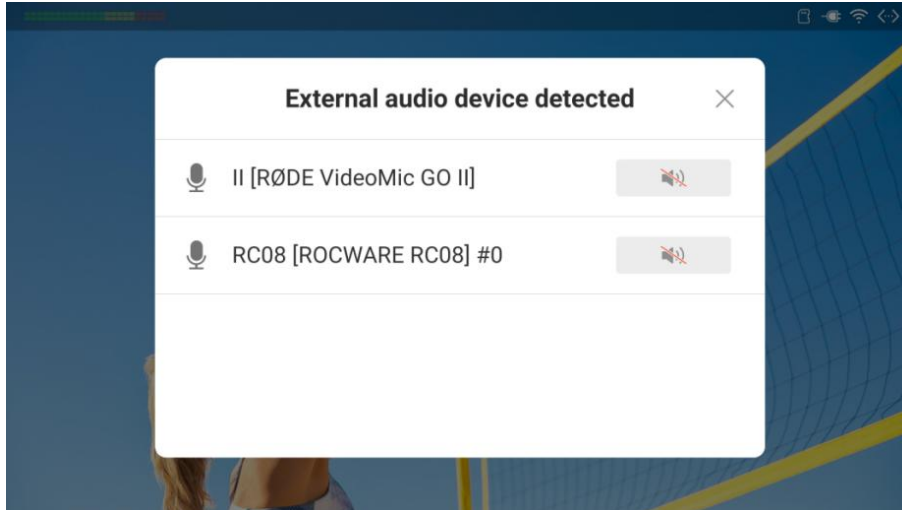 External audio device detected
II [RØDE VideoMic GO II]
RC08 [ROCWARE RC08] #0